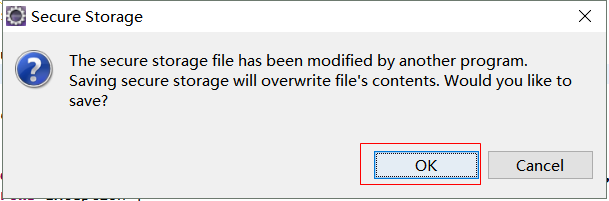 Secure Storage
The secure storage file has been modified by another program.
Saving secure storage will overwrite file's contents. Would you like to
save?
OK
Cancel